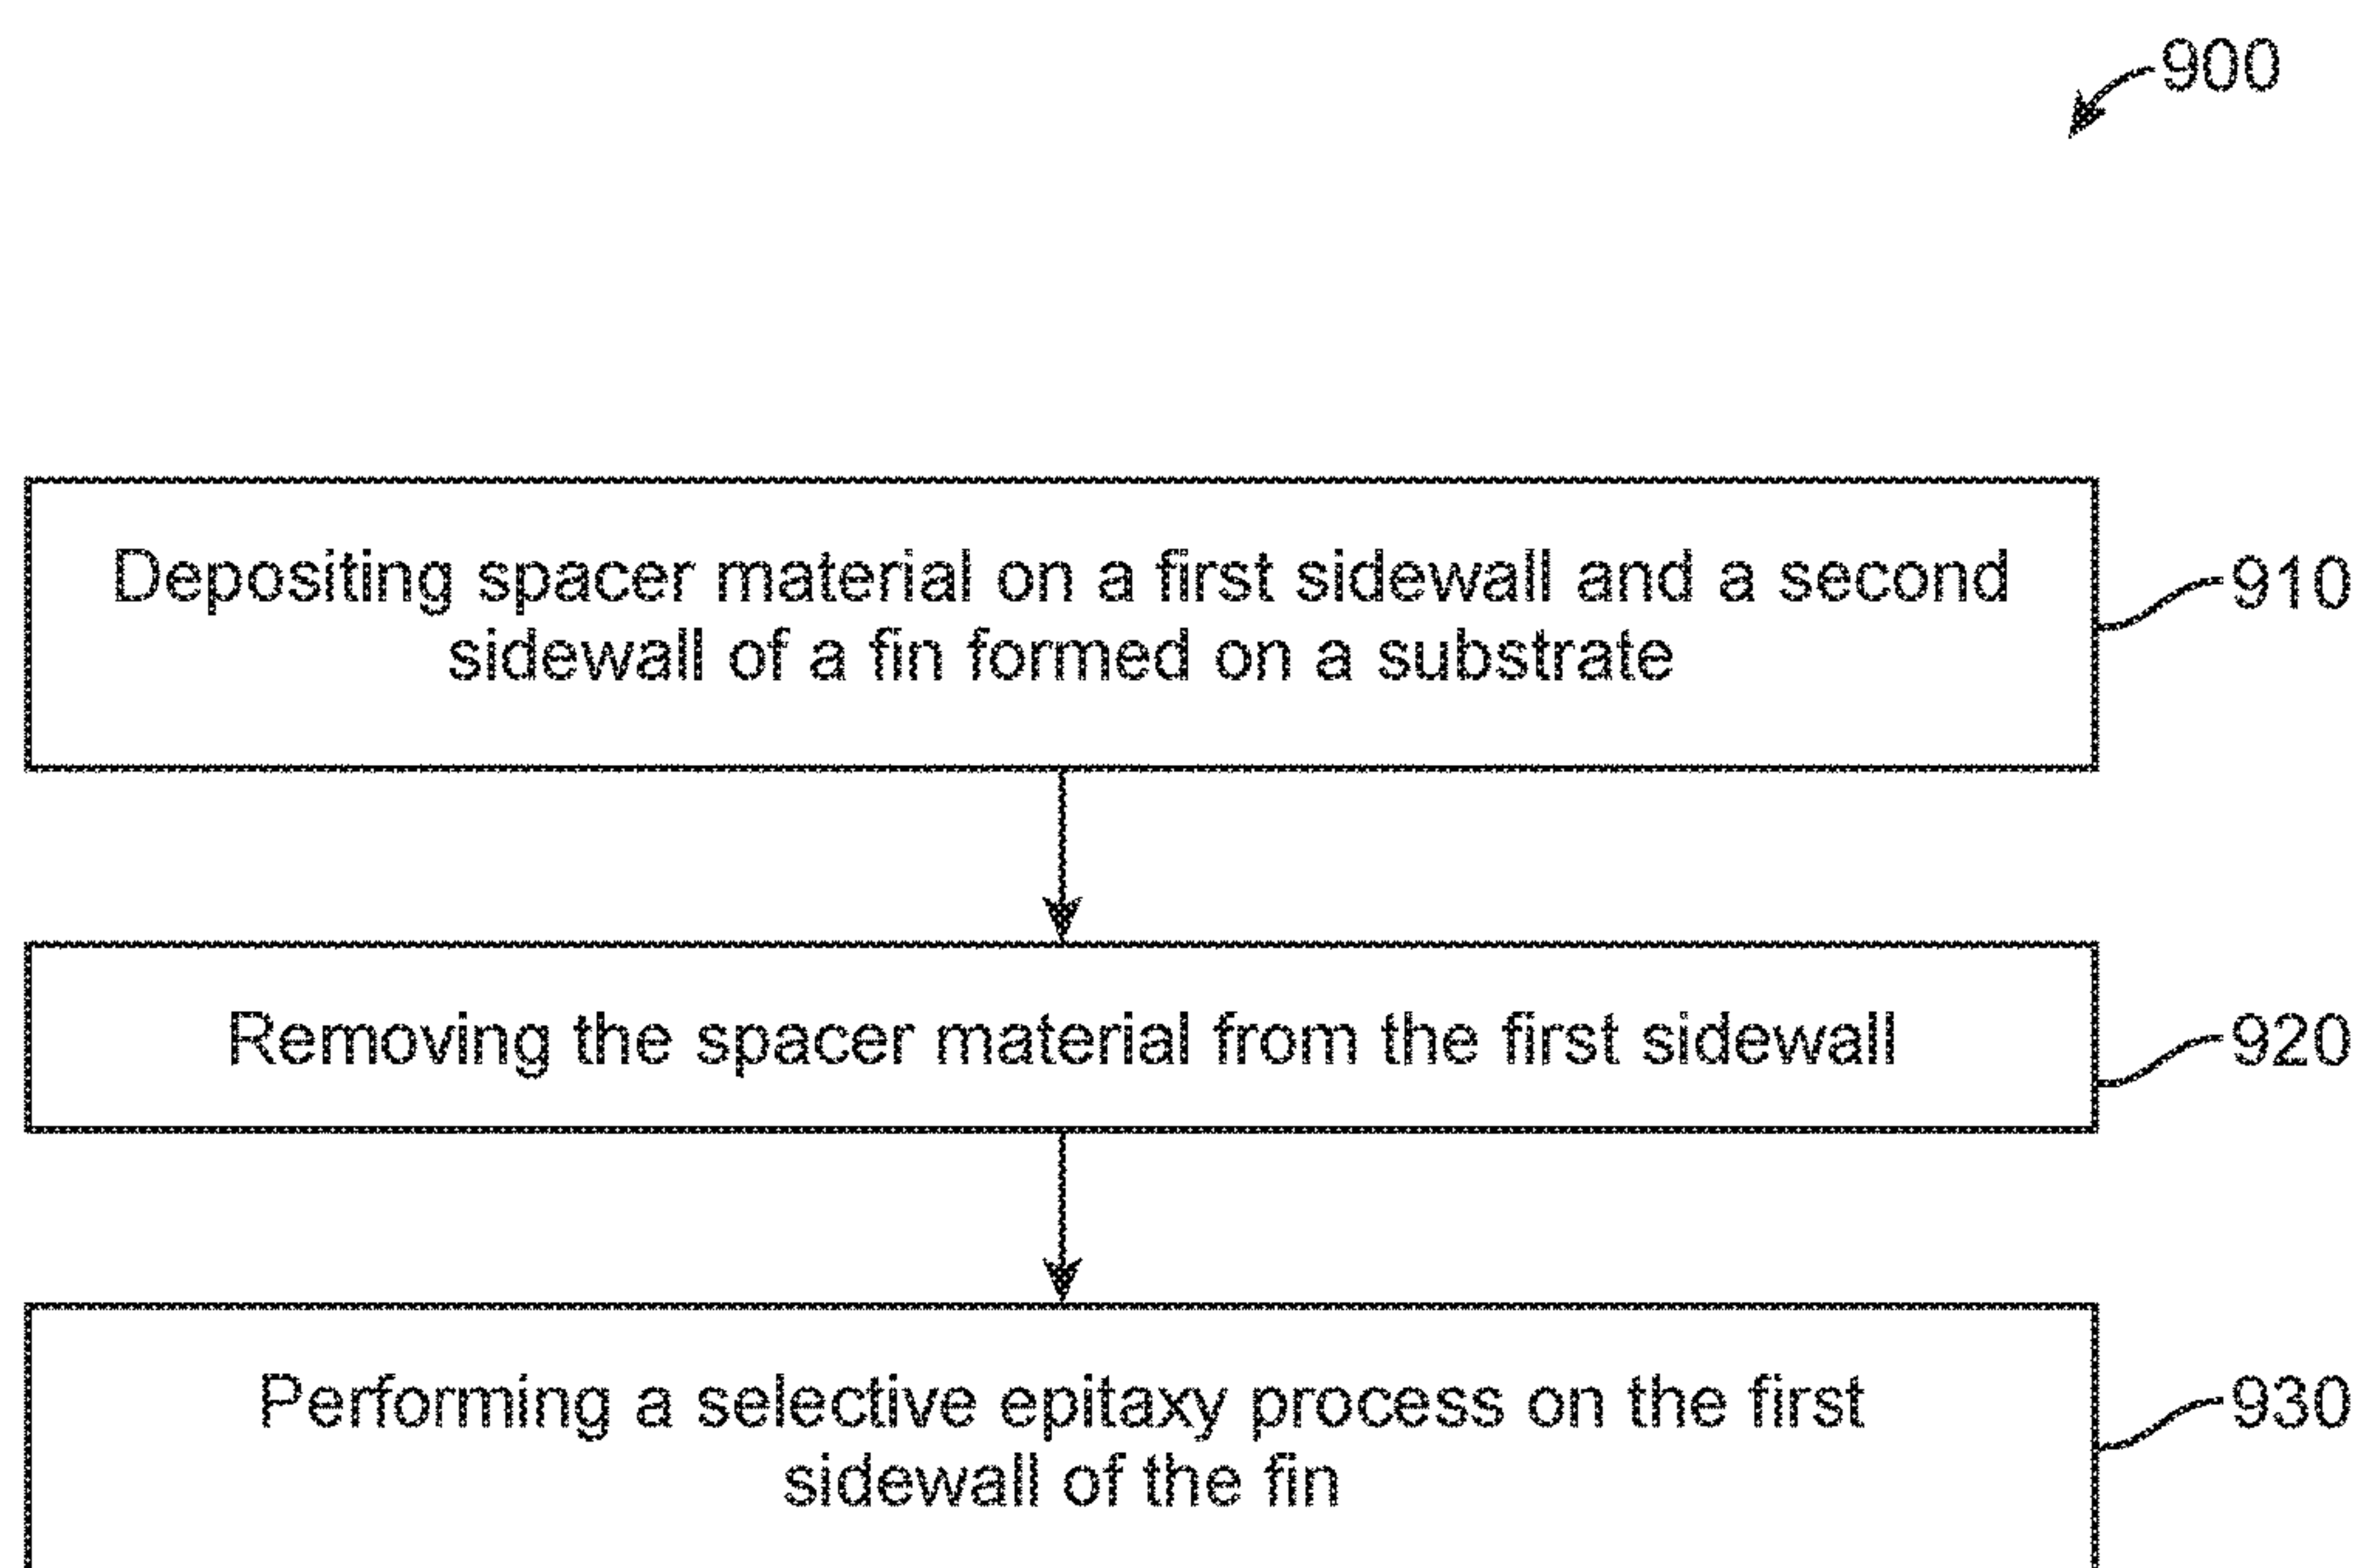 900
Depositing spacer material on a first sidewall and a second
sidewall of a fin formed on a substrate
910
Removing the spacer material from the first sidewall
920
Performing a selective epitaxy process on the first
sidewall of the fin
930